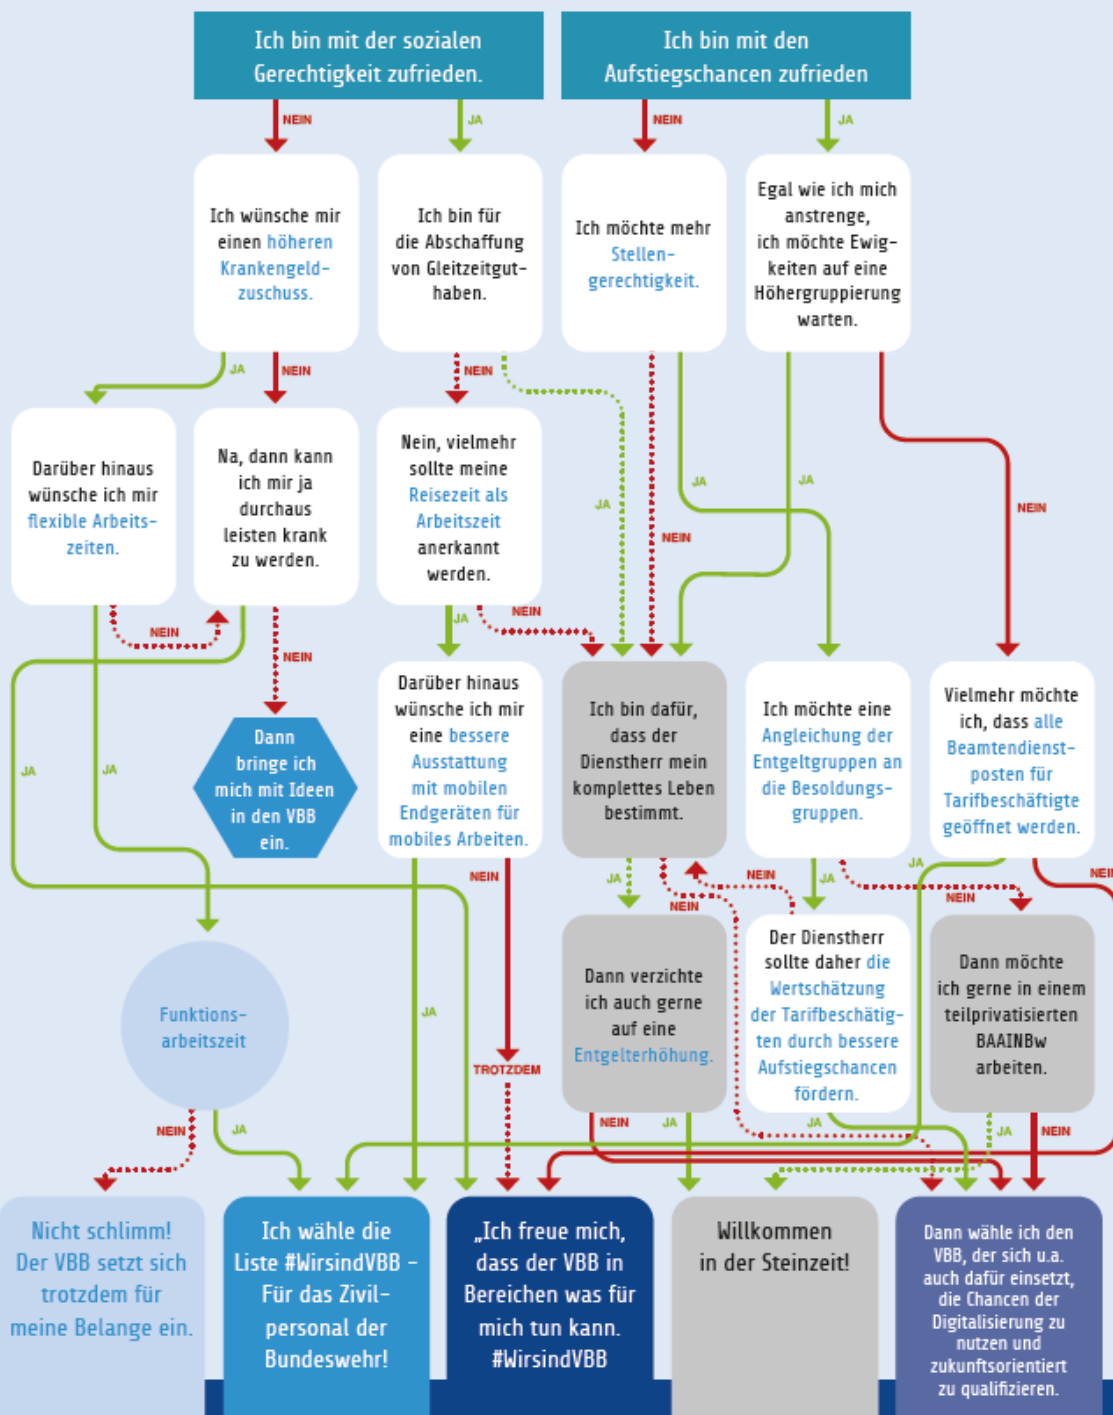 Ich bin mit der sozialen
Gerechtigkeit zufrieden.
Ich bin mit den
Aufstiegschancen zufrieden
NEIN
JA
NEIN
JA
Ich wünsche mir
einen höheren
Krankengeld-
zuschuss.
Ich bin für
die Abschaffung
von Gleitzeitgut-
haben.
Ich möchte mehr
Stellen-
gerechtigkeit.
Egal wie ich mich
anstrenge,
ich möchte Ewig-
keiten auf eine
Höhergruppierung
warten.
JA
NEIN
NEIN
JA
NEIN
JA
JA
NEIN
Darüber hinaus
wünsche ich mir
flexible Arbeits-
zeiten.
Na, dann kann
ich mir ja
durchaus
leisten krank
zu werden.
Nein, vielmehr
sollte meine
Reisezeit als
Arbeitszeit
anerkannt
werden.
NEIN
NEIN
JA
NEIN
JA
JA
Dann
bringe ich
mich mit Ideen
in den VBB
ein.
Darüber hinaus
wünsche ich mir
eine bessere
Ausstattung
mit mobilen
Endgeräten für
mobiles Arbeiten.
Ich bin dafür,
dass der
Dienstherr mein
komplettes Leben
bestimmt.
Ich möchte eine
Angleichung der
Entgeltgruppen an
die Besoldungs-
gruppen.
Vielmehr möchte
ich, dass alle
Beamtendienst-
posten für
Tarifbeschäftigte
geöffnet werden.
NEIN
JA
NEIN
NEIN
JA
NEIN
JA
NEIN
Funktions-
arbeitszeit
JA
TROTZDEM
Dann verzichte
ich auch gerne
auf eine
Entgelterhöhung.
Der Dienstherr
sollte daher die
Wertschätzung
der Tarifbeschätig-
ten durch bessere
Aufstiegschancen
fördern.
Dann möchte
ich gerne in einem
teilprivatisierten
BAAINBw
arbeiten.
NEIN
JA
NEIN
JA
JA
JA
NEIN
Nicht schlimm!
Der VBB setzt sich
trotzdem für
meine Belange ein.
Ich wähle die
Liste #WirsindVBB –
Für das Zivil-
personal der
Bundeswehr!
„Ich freue mich,
dass der VBB in
Bereichen was für
mich tun kann.
#WirsindVBB
Willkommen
in der Steinzeit!
Dann wähle ich den
VBB, der sich u.a.
auch dafür einsetzt,
die Chancen der
Digitalisierung zu
nutzen und
zukunftsorientiert
zu qualifizieren.